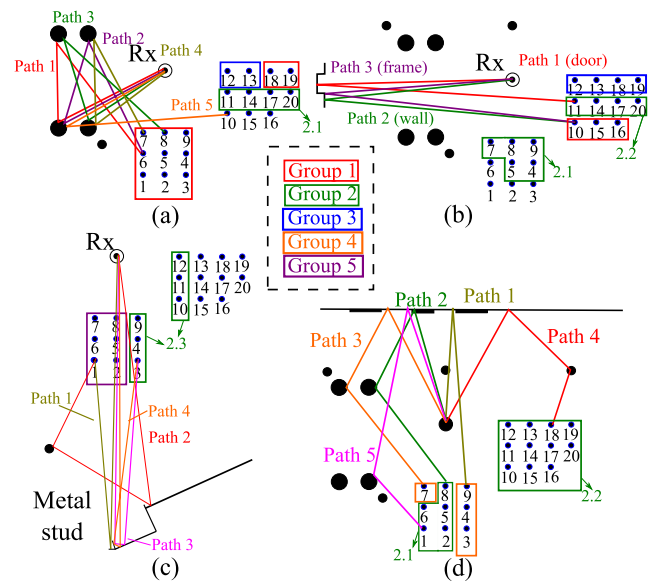 Path 3
Path 2
Rx
Path 4
Path 1
Path 5
12 13 18 19
11 14 17 20
10 15 16
2.1
7 8 9
6 5 4
1 2 3
(a)
Path 3 (frame)
Rx
Path 1 (door)
Path 2 (wall)
12 13 18 19
11 14 17 20
10 15 16
2.2
7 8 9
6 5 4
1 2 3
2.1
(b)
Group 1
Group 2
Group 3
Group 4
Group 5
Rx
12 13 18 19
11 14 17 20
10 15 16
2.3
7 8 9
6 5 4
1 2 3
2.3
Path 1
Path 4
Path 2
Metal
stud
Path 3
(c)
Path 2
Path 1
Path 3
Path 4
Path 5
12 13 18 19
11 14 17 20
10 15 16
2.2
7 8 9
6 5 4
1 2 3
2.1
(d)